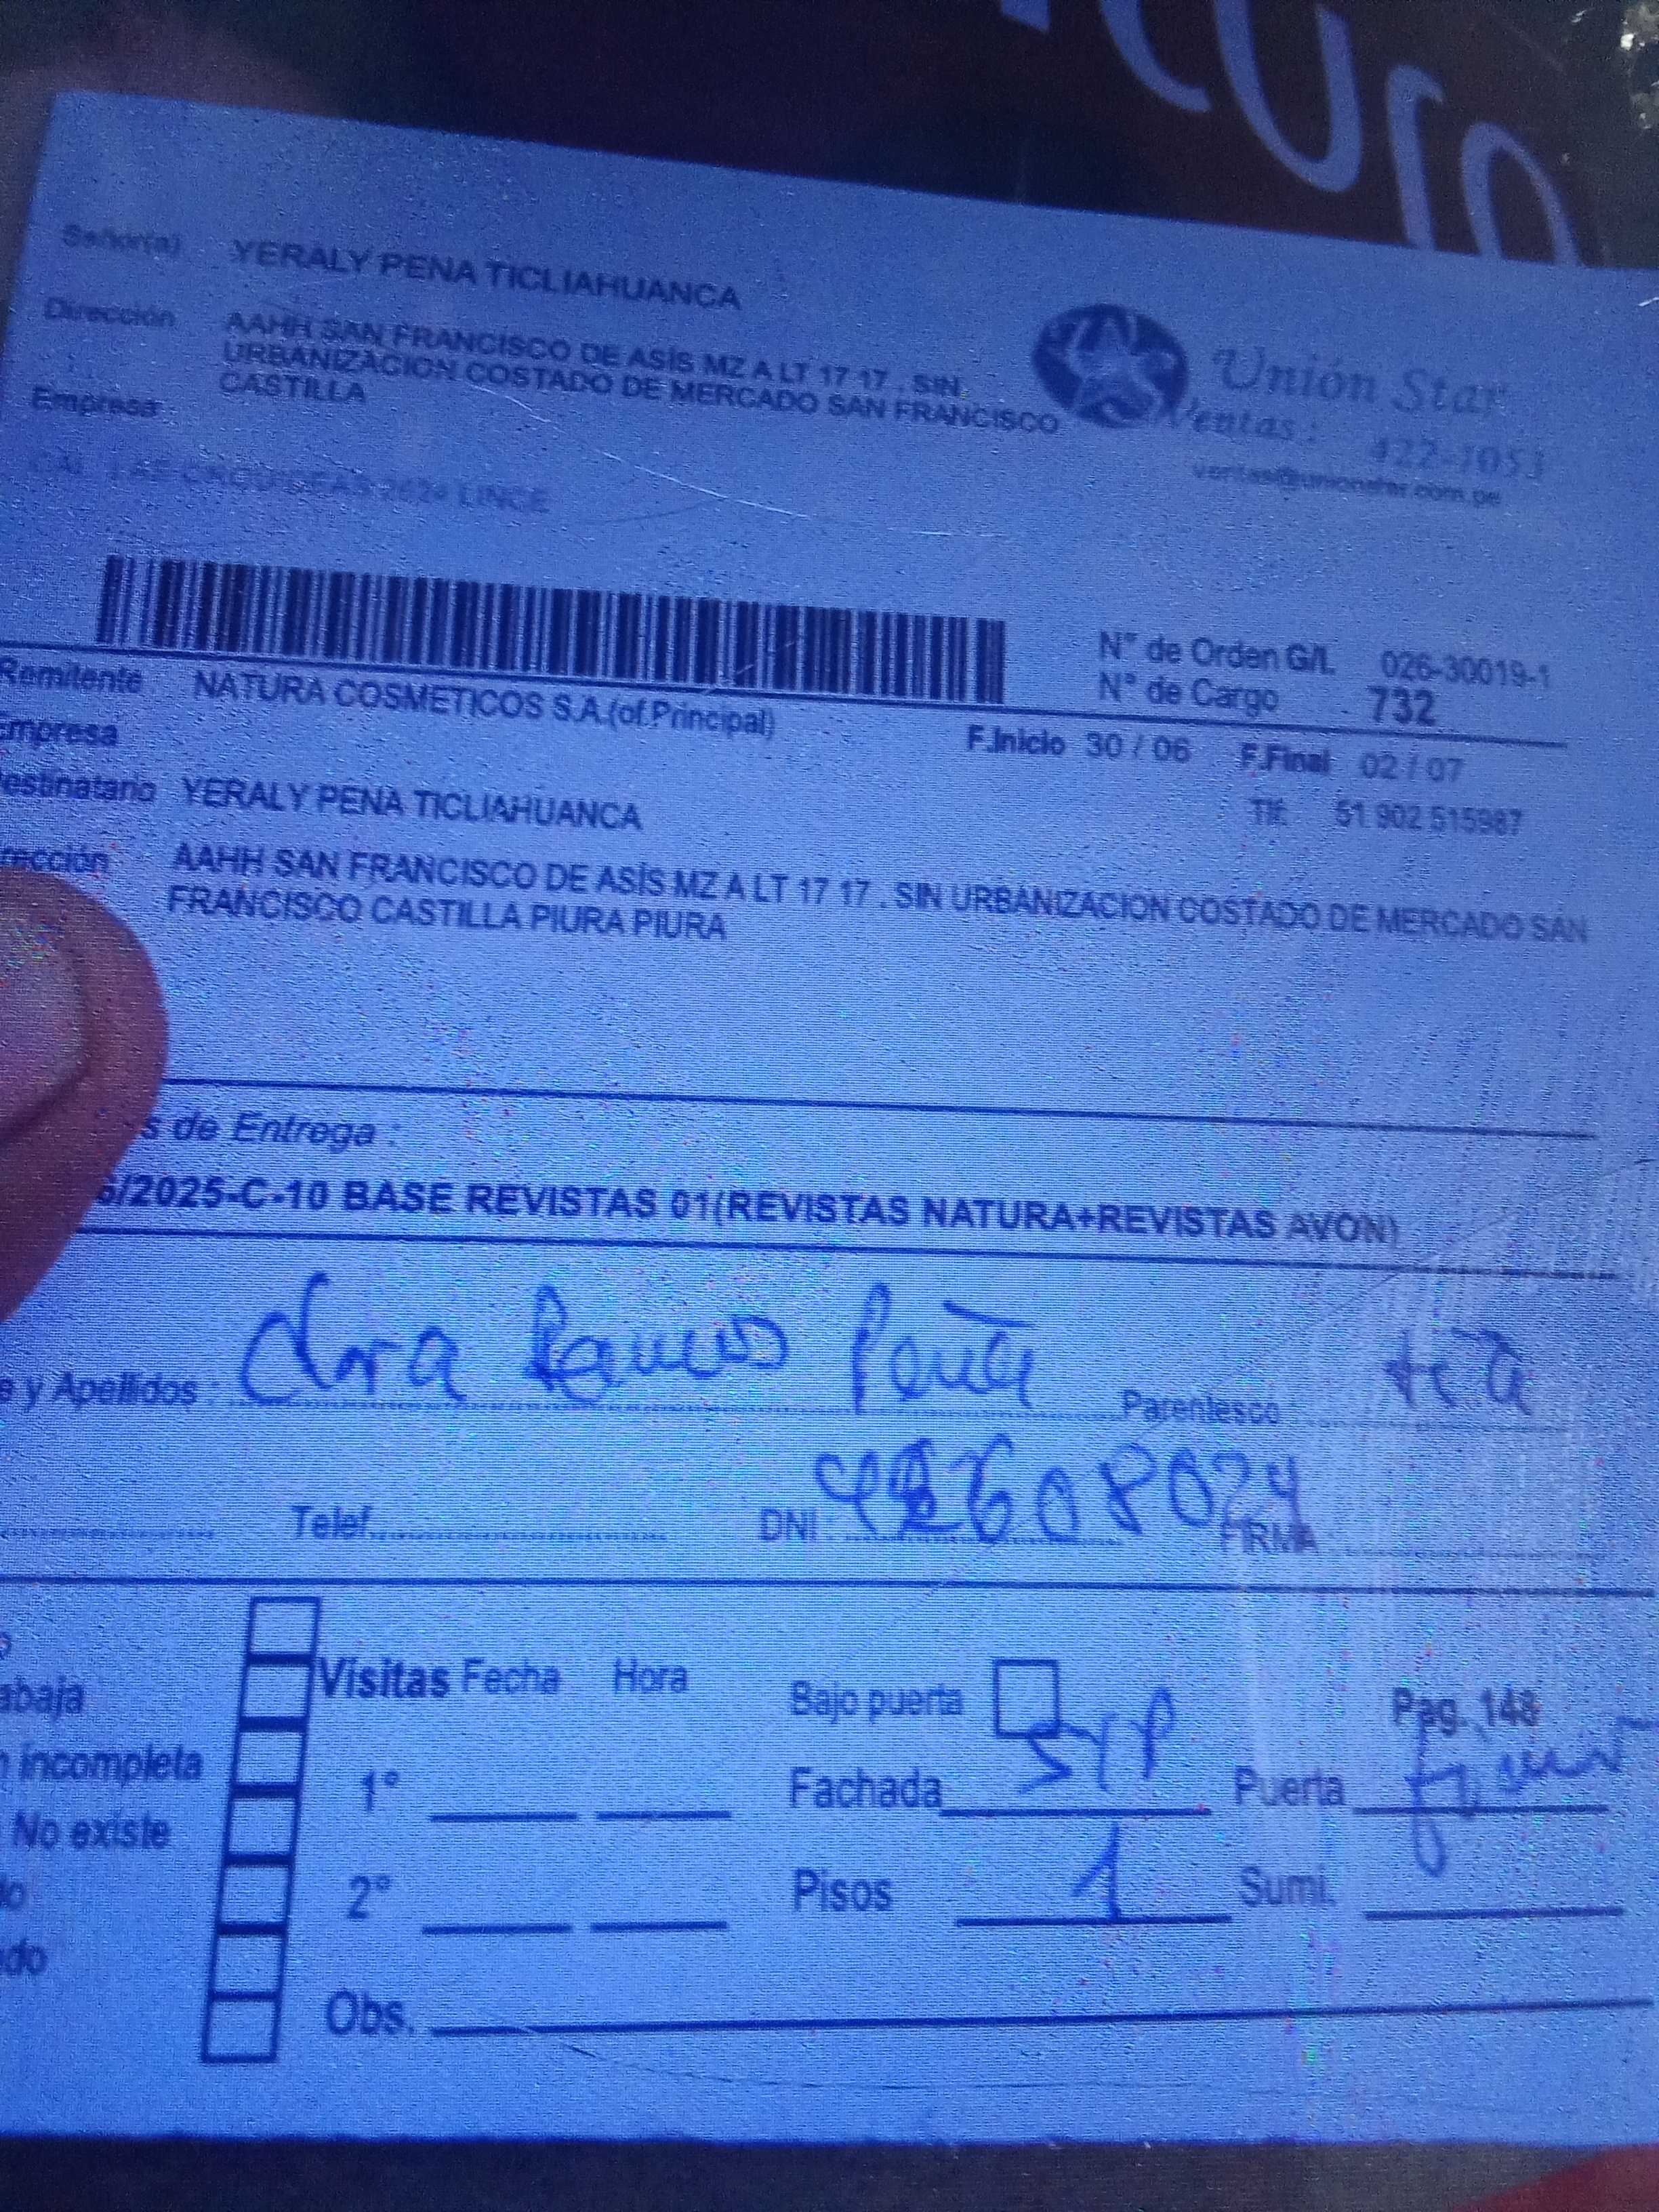 Señor(a) YERALY PENA TICLIAHUANCA
Dirección AAHH SAN FRANCISCO DE ASÍS MZ A LT 17 17 . SIN
URBANIZACION COSTADO DE MERCADO SAN FRANCISCO
CASTILLA
Empresa
Unión Star
Ventas : 422-1053
ventas@unionstar.com.pe
LINCE
N° de Orden G/L 026-30019-1
N° de Cargo 732
Remitente NATURA COSMETICOS S.A.(of.Principal)
mpresa
F.Inicio 30 / 06 F.Final 02 / 07
estinatario YERALY PENA TICLIAHUANCA
Tlf: 51 902 515987
rección AAHH SAN FRANCISCO DE ASÍS MZ A LT 17 17 . SIN URBANIZACION COSTADO DE MERCADO SAN
FRANCISCO CASTILLA PIURA PIURA
s de Entrega :
/2025-C-10 BASE REVISTAS 01(REVISTAS NATURA+REVISTAS AVON)
e y Apellidos : Ramos Peña Parentesco : tía
Telef. DNI FIRMA
abaja
Visitas Fecha Hora
Bajo puerta
Pag. 148
incompleta
1°
Fachada
Puerta
No existe
2°
Pisos 1 Sumi.
do
Obs.